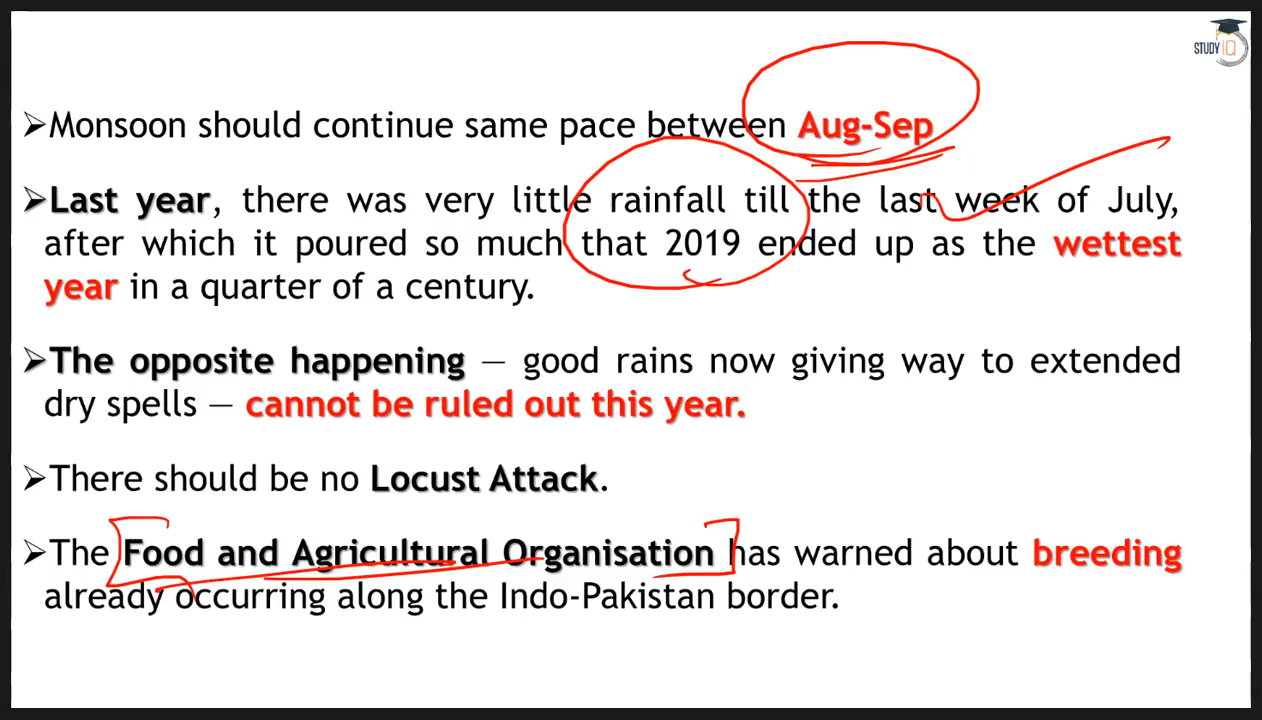 STUDY IQ
➢Monsoon should continue same pace between Aug-Sep
➢Last year, there was very little rainfall till the last week of July,
after which it poured so much that 2019 ended up as the wettest
year in a quarter of a century.
➢The opposite happening — good rains now giving way to extended
dry spells — cannot be ruled out this year.
➢There should be no Locust Attack.
➢The Food and Agricultural Organisation has warned about breeding
already occurring along the Indo-Pakistan border.